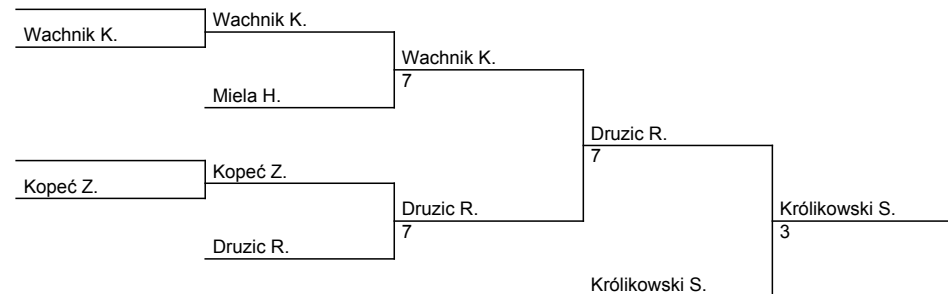 Wachnik K.
Wachnik K.
Wachnik K.
7
Miela H.
Druzic R.
7
Kopeć Z.
Kopeć Z.
Druzic R.
7
Druzic R.
Królikowski S.
3
Królikowski S.